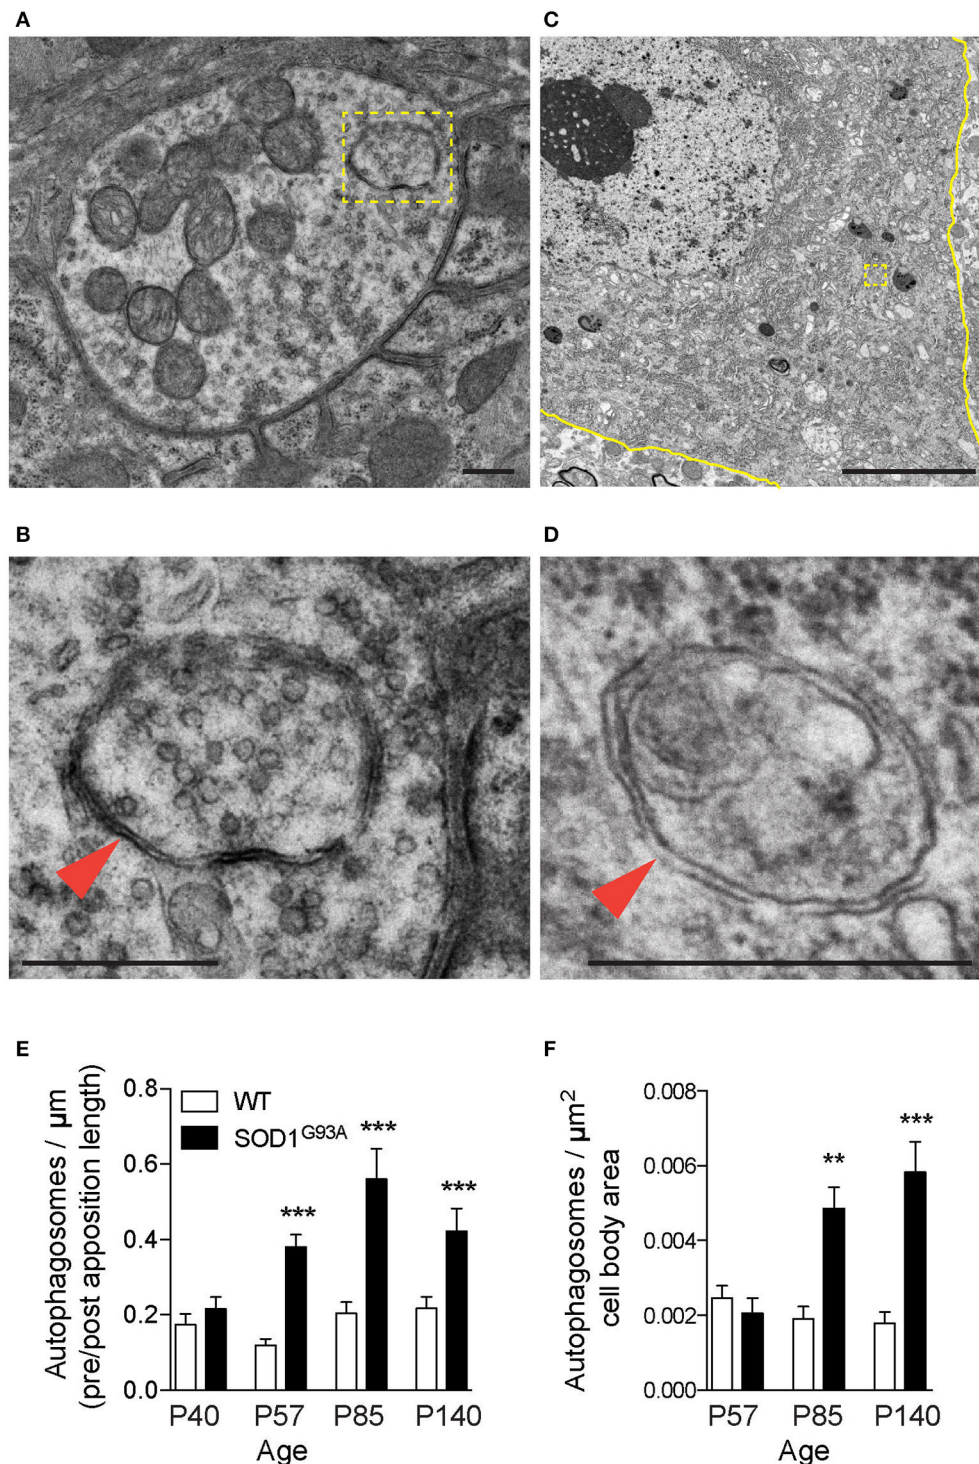 A
C
B
D
E
F
Autophagosomes / µm
(pre/post apposition length)
0.8
0.6
0.4
0.2
0.0
WT
SOD1G93A
***
***
***
P40 P57 P85 P140
Age
Autophagosomes / µm2
cell body area
0.008
0.006
0.004
0.002
0.000
**
***
P57 P85 P140
Age